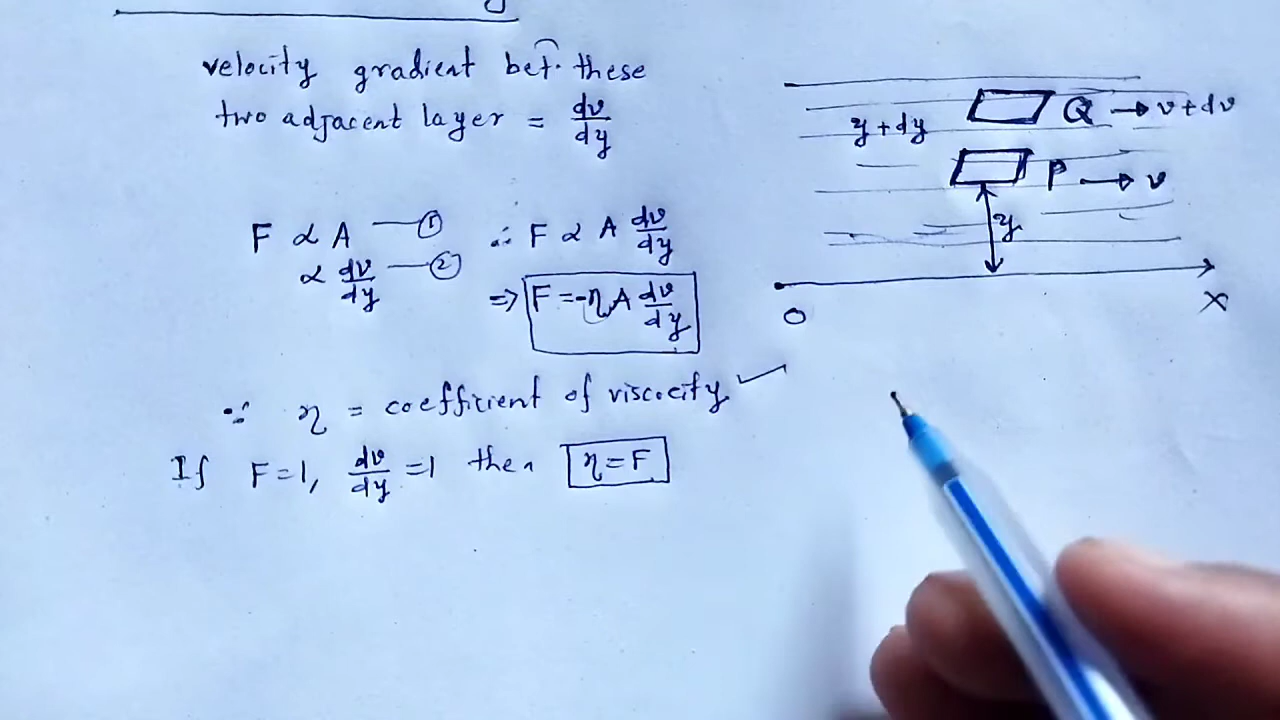 velocity gradient bet. these
two adjacent layer = dv/dy
F ∝ A —— ①
∝ dv/dy —— ②
∴ F ∝ A dv/dy
⇒ F = -η A dv/dy
∵ η = coefficient of viscocity ✓
If F=1, dv/dy =1 then η=F
Q → v+dv
y+dy
P → v
y
O
X